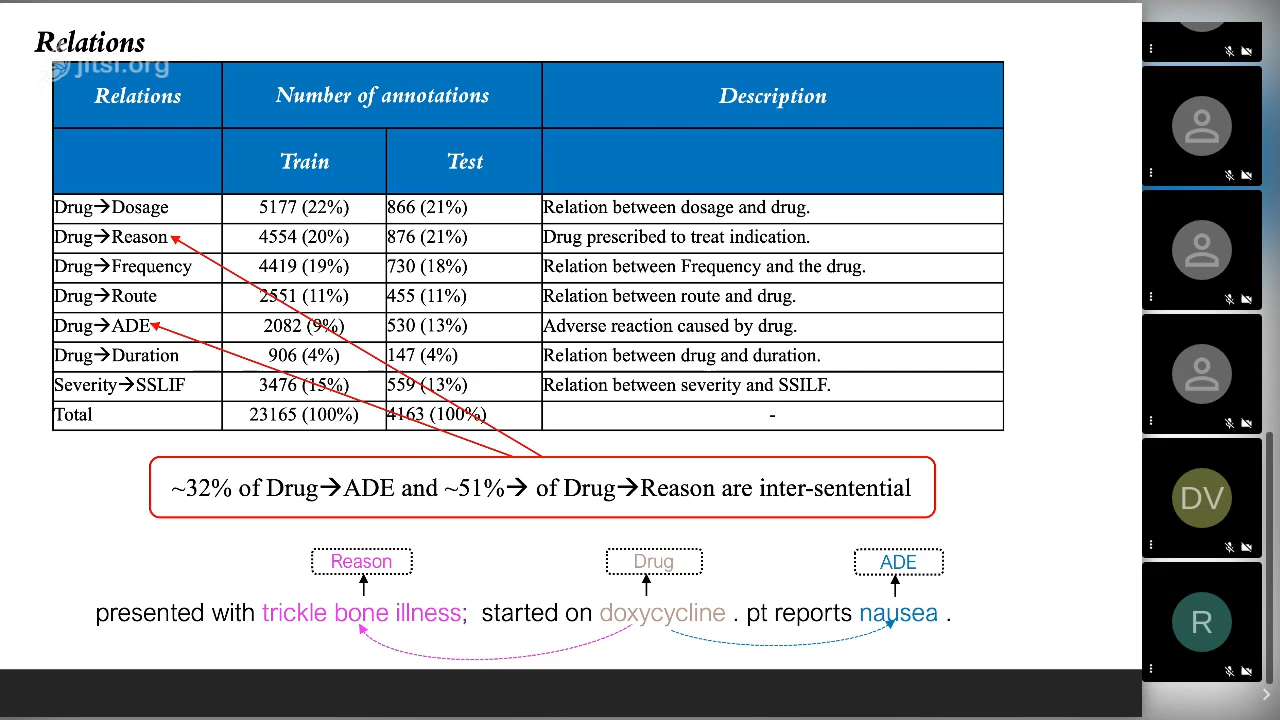 Relations
jitsi.org
Relations Number of annotations Description
Train Test
Drug→Dosage 5177 (22%) 866 (21%) Relation between dosage and drug.
Drug→Reason 4554 (20%) 876 (21%) Drug prescribed to treat indication.
Drug→Frequency 4419 (19%) 730 (18%) Relation between Frequency and the drug.
Drug→Route 2551 (11%) 455 (11%) Relation between route and drug.
Drug→ADE 2082 (9%) 530 (13%) Adverse reaction caused by drug.
Drug→Duration 906 (4%) 147 (4%) Relation between drug and duration.
Severity→SSLIF 3476 (15%) 559 (13%) Relation between severity and SSILF.
Total 23165 (100%) 4163 (100%) -
~32% of Drug→ADE and ~51%→ of Drug→Reason are inter-sentential
Reason Drug ADE
presented with trickle bone illness; started on doxycycline . pt reports nausea .
DV
R